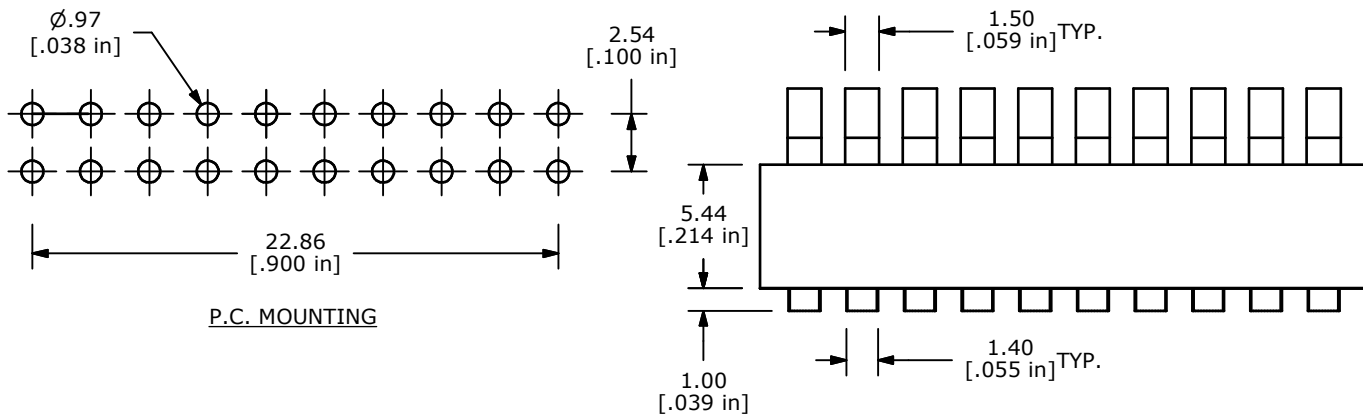 Ø.97
[.038 in]
2.54
[.100 in]
22.86
[.900 in]
P.C. MOUNTING
1.50
[.059 in] TYP.
5.44
[.214 in]
1.00
[.039 in]
1.40
[.055 in] TYP.